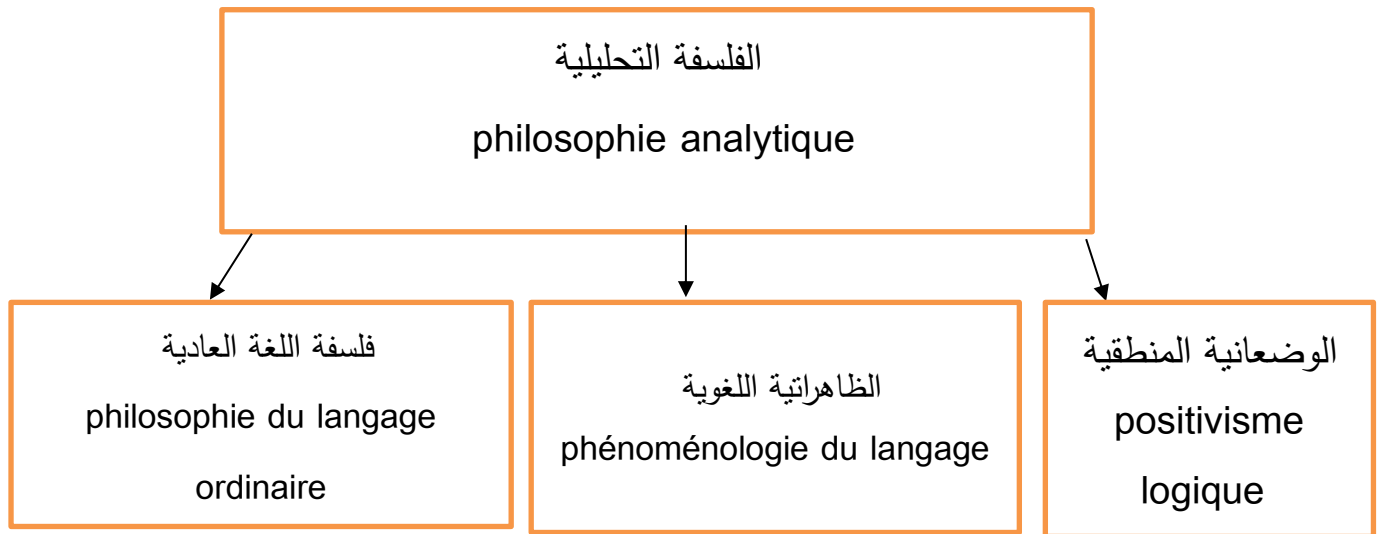 الفلسفة التحليلية
philosophie analytique
الوضعانية المنطقية
positivisme
logique
الظاهراتية اللغوية
phénoménologie du langage
فلسفة اللغة العادية
philosophie du langage
ordinaire